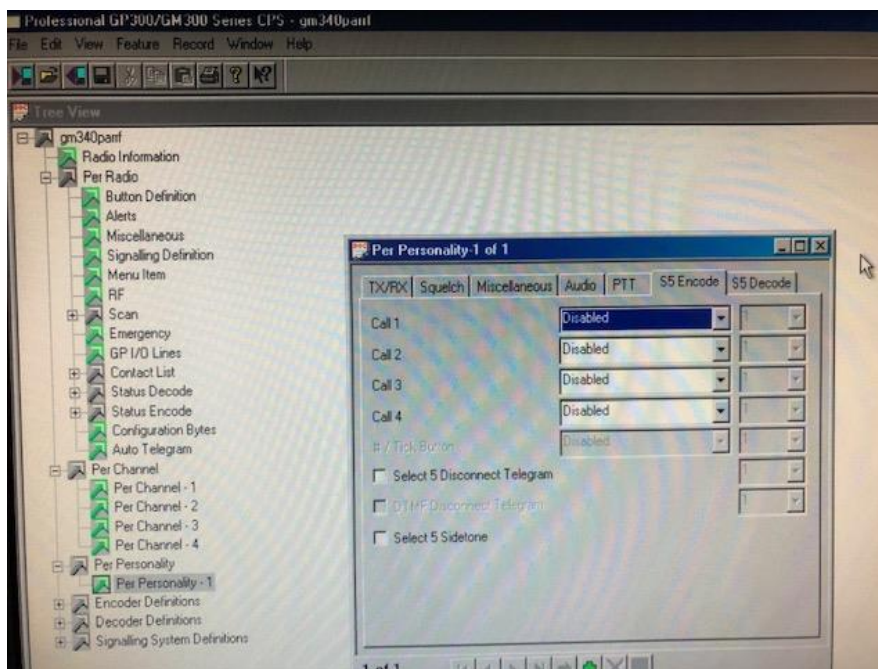 Professional GP300/GM300 Series CPS - gm340parrf
File Edit View Feature Record Window Help
Tree View
gm340parrf
Radio Information
Per Radio
Button Definition
Alerts
Miscellaneous
Signalling Definition
Menu Item
RF
Scan
Emergency
GP I/O Lines
Contact List
Status Decode
Status Encode
Configuration Bytes
Auto Telegram
Per Channel
Per Channel - 1
Per Channel - 2
Per Channel - 3
Per Channel - 4
Per Personality
Per Personality - 1
Encoder Definitions
Decoder Definitions
Signalling System Definitions
Per Personality-1 of 1
TX/RX Squelch Miscellaneous Audio PTT S5 Encode S5 Decode
Call 1 Disabled 1
Call 2 Disabled 1
Call 3 Disabled 1
Call 4 Disabled 1
# / Tick Button Disabled 1
Select 5 Disconnect Telegram 1
DTMF Disconnect Telegram 1
Select 5 Sidetone
1 of 1